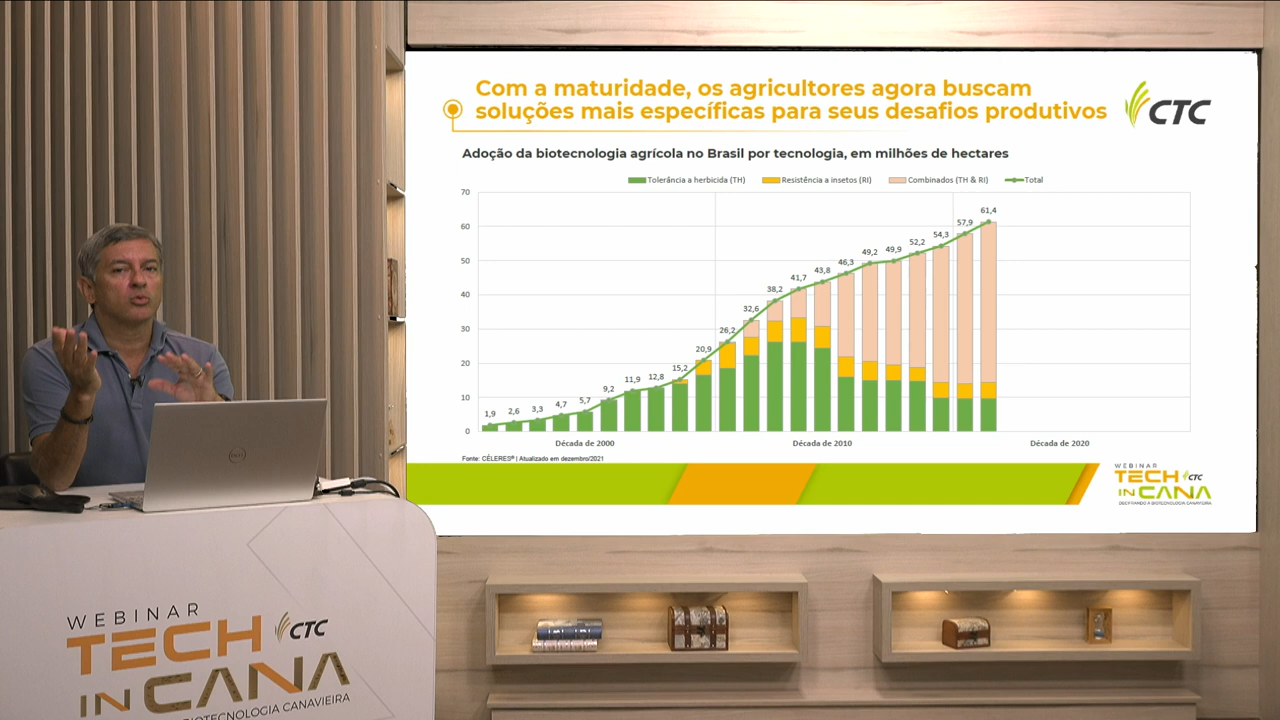 Com a maturidade, os agricultores agora buscam
soluções mais específicas para seus desafios produtivos
CTC
Adoção da biotecnologia agrícola no Brasil por tecnologia, em milhões de hectares
Tolerância a herbicida (TH) Resistência a insetos (RI) Combinados (TH & RI) Total
70
60
50
40
30
20
10
0
1,9 2,6 3,3 4,7 5,7 9,2 11,9 12,8 15,2 20,9 26,2 32,6 38,2 41,7 43,8 46,3 49,2 49,9 52,2 54,3 57,9 61,4
Década de 2000 Década de 2010 Década de 2020
Fonte: CÉLERES® | Atualizado em dezembro/2021
WEBINAR
TECH CTC
IN CANA
DECIFRANDO A BIOTECNOLOGIA CANAVIEIRA
DELL
WEBINAR
TECH CTC
IN CANA
BIOTECNOLOGIA CANAVIEIRA